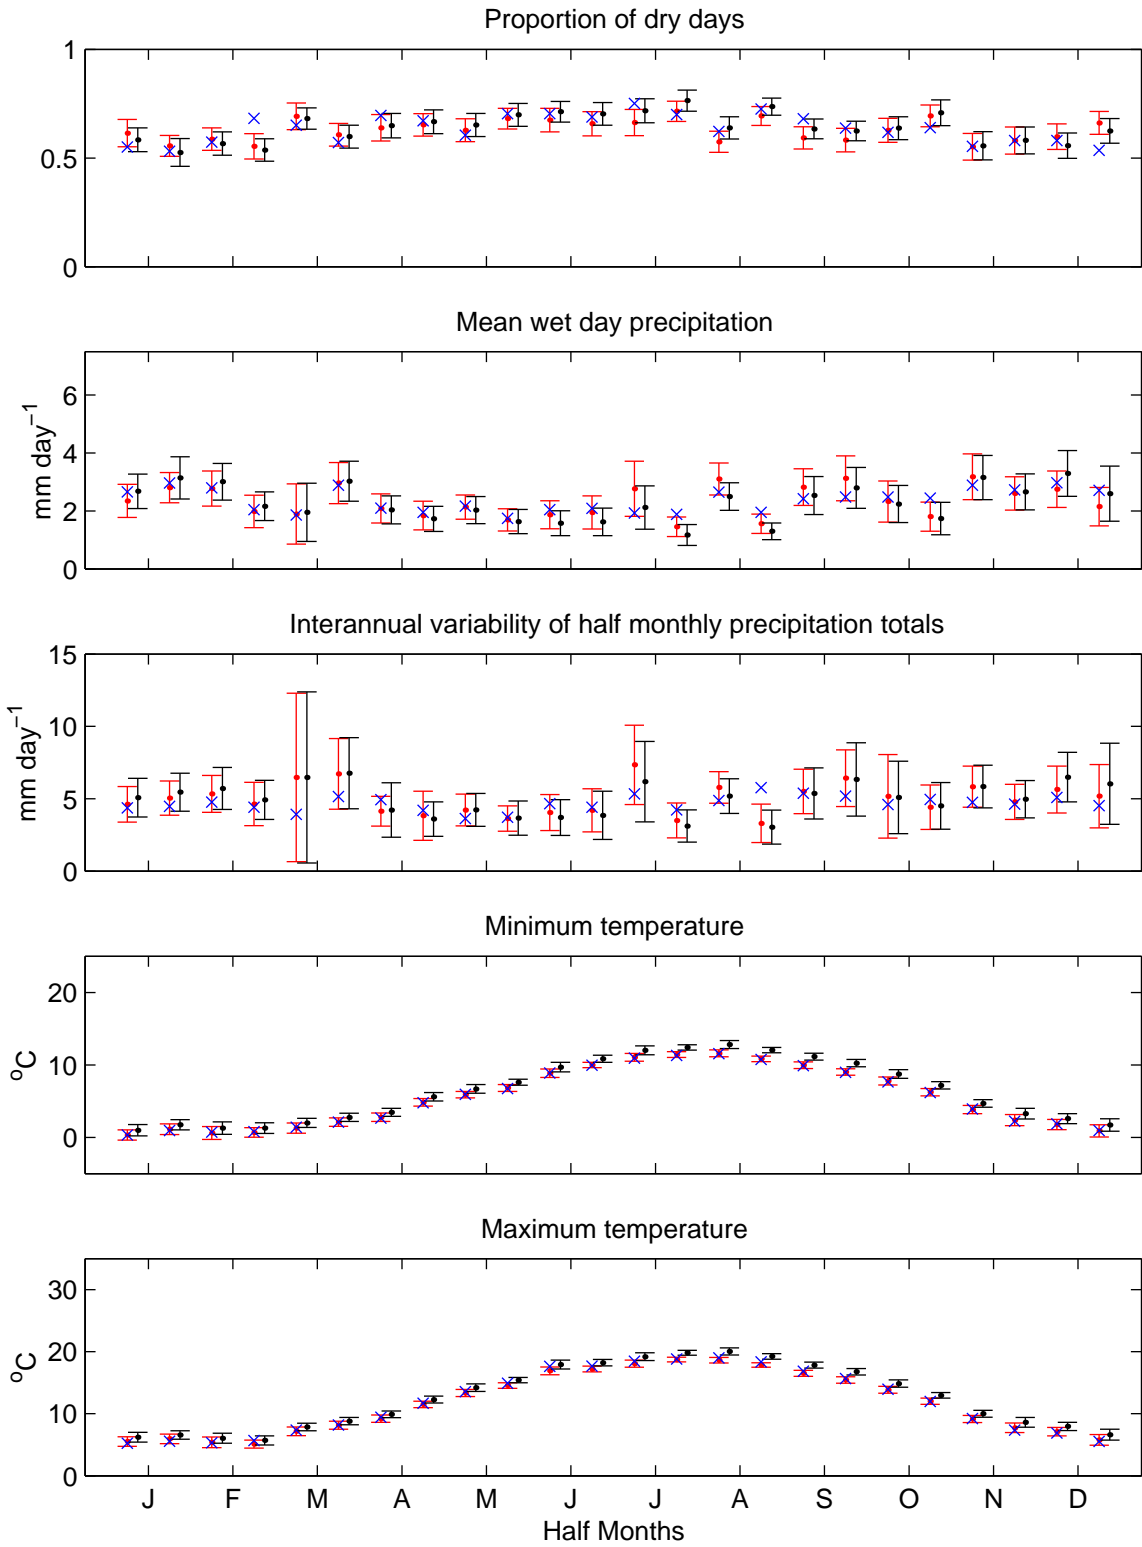 Proportion of dry days
1
0.5
0
Mean wet day precipitation
6
4
2
0
mm day−1
Interannual variability of half monthly precipitation totals
15
10
5
0
mm day−1
Minimum temperature
20
10
0
oC
Maximum temperature
30
20
10
0
oC
J F M A M J J A S O N D
Half Months